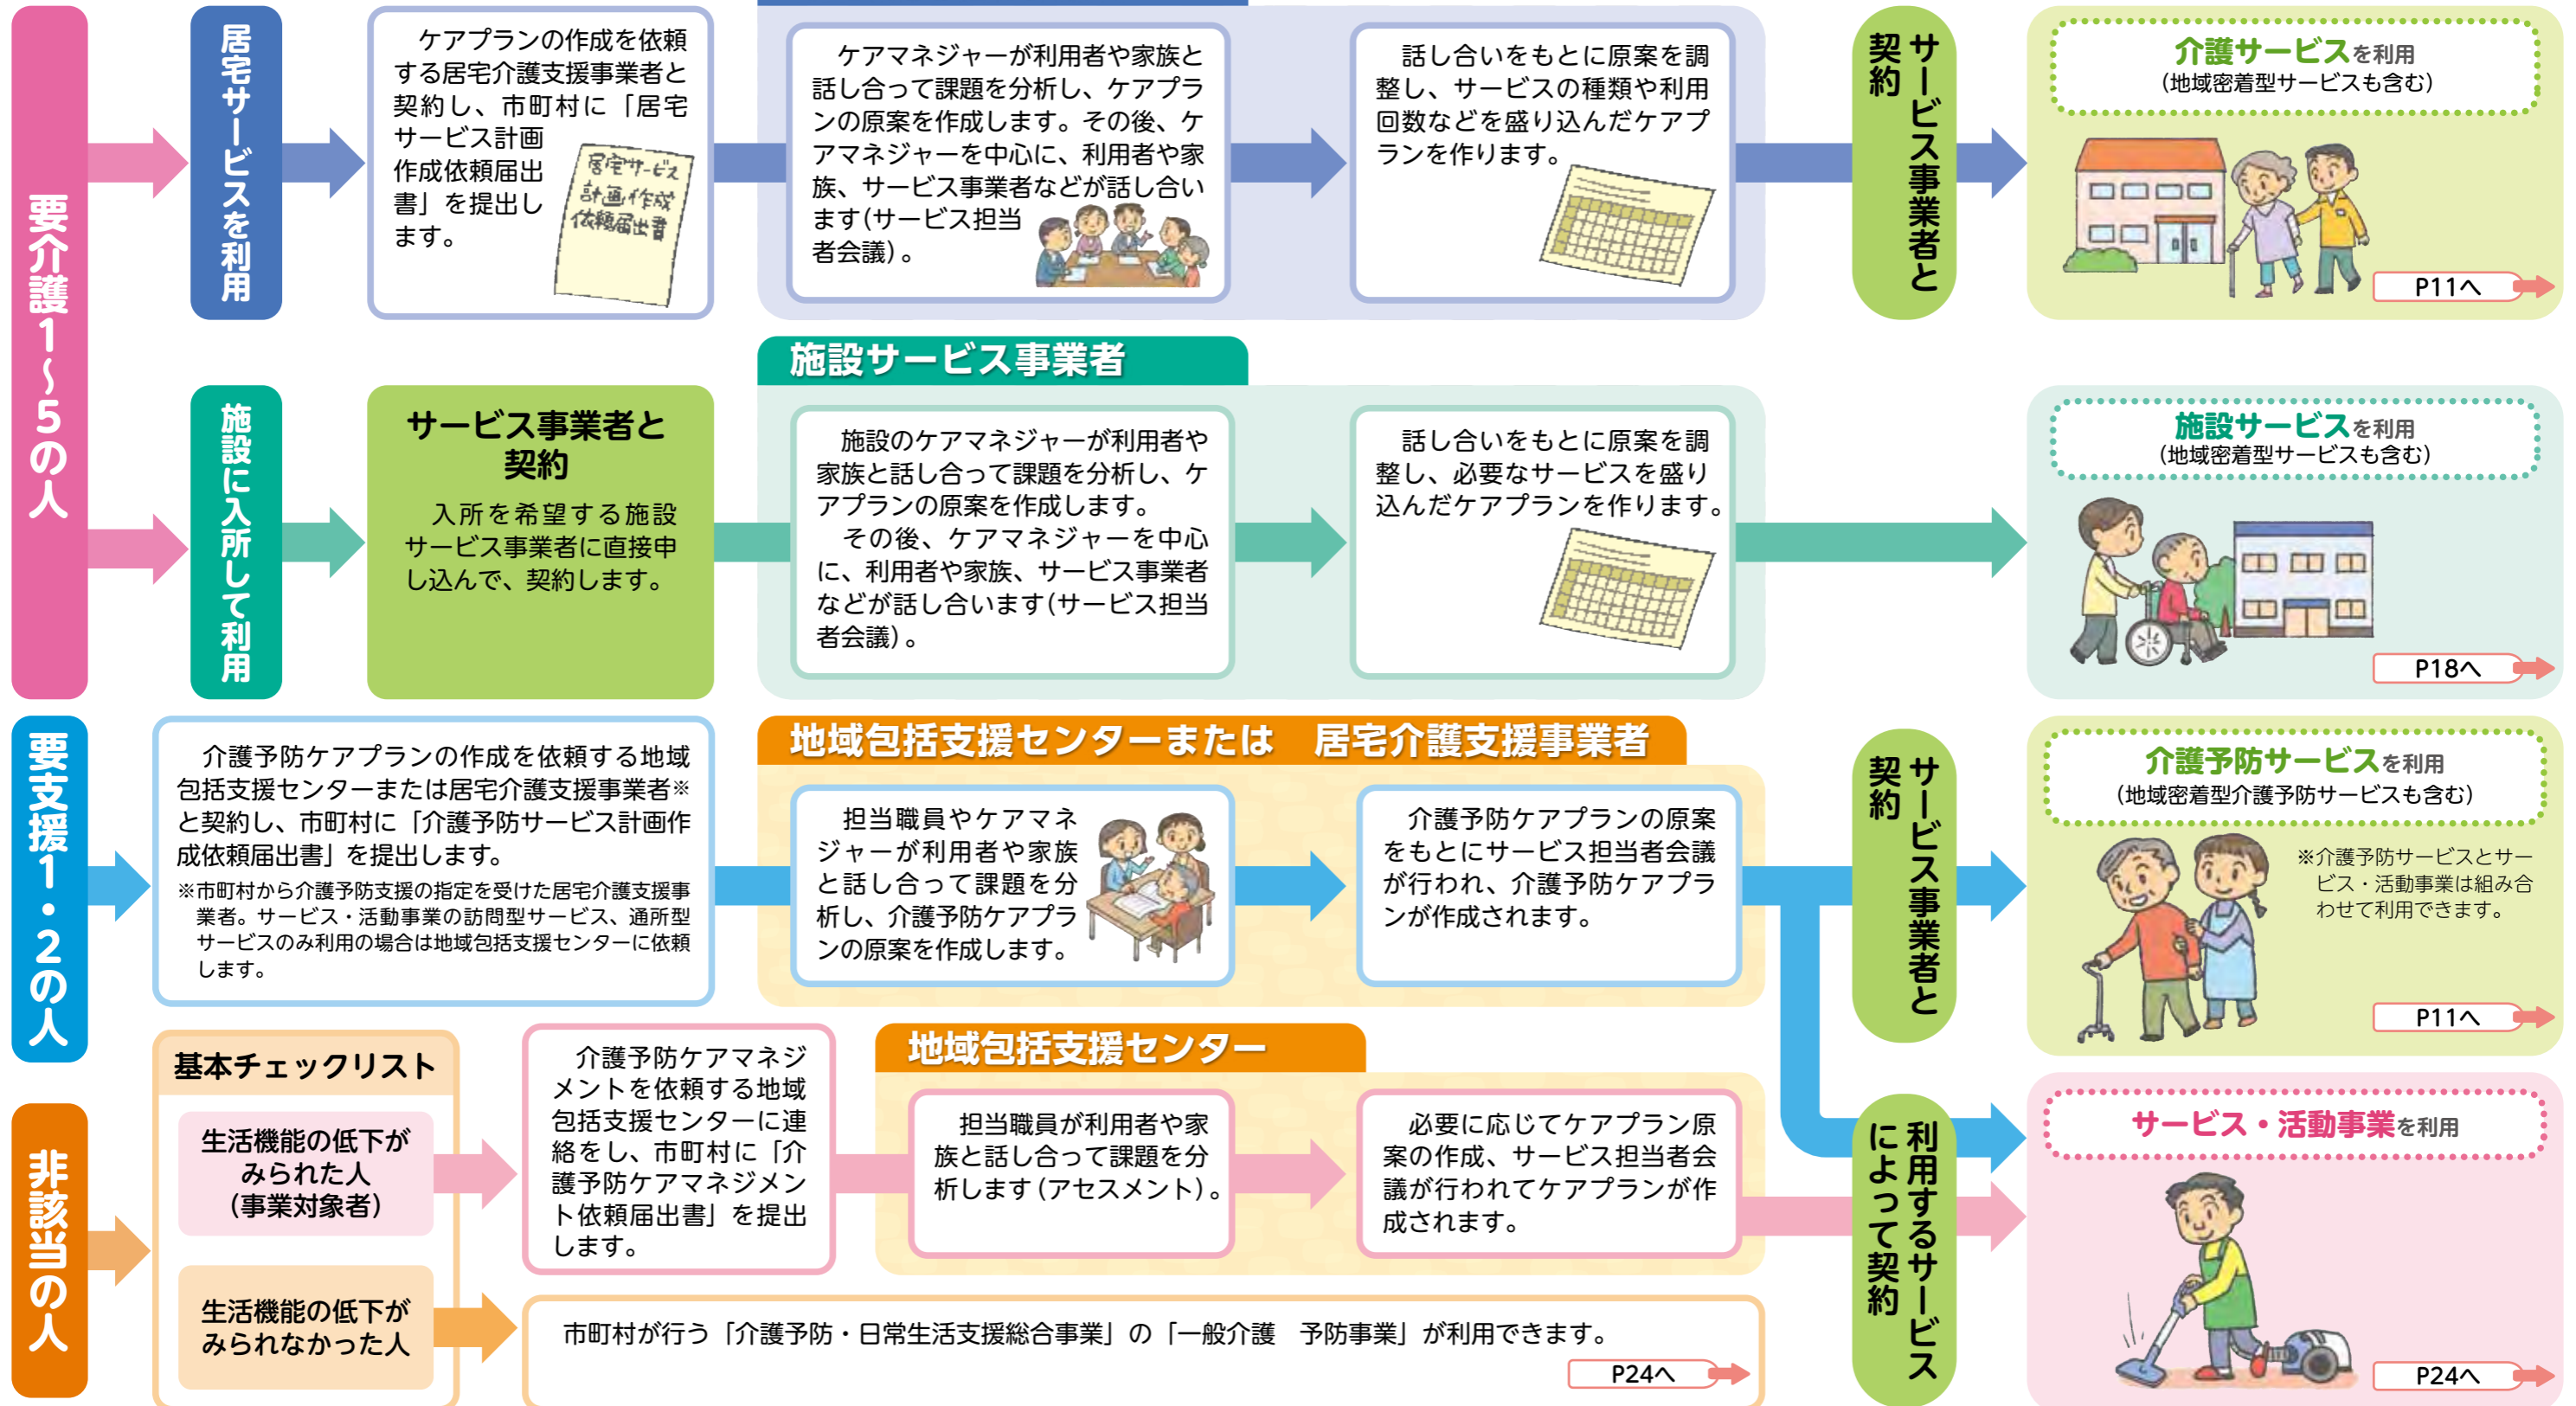 要介護1~5の人
居宅サービスを利用
ケアプランの作成を依頼
する居宅介護支援事業者と
契約し、市町村に「居宅
サービス計画
作成依頼届出
書」を提出し
ます。
居宅サービス
計画作成
依頼届出書
ケアマネジャーが利用者や家族と
話し合って課題を分析し、ケアプラ
ンの原案を作成します。その後、ケ
アマネジャーを中心に、利用者や家
族、サービス事業者などが話し合い
ます(サービス担当
者会議)。
話し合いをもとに原案を調
整し、サービスの種類や利用
回数などを盛り込んだケアプ
ランを作ります。
サービス事業者と
契約
介護サービスを利用
(地域密着型サービスも含む)
P11へ
施設に入所して利用
サービス事業者と
契約
入所を希望する施設
サービス事業者に直接申
し込んで、契約します。
施設サービス事業者
施設のケアマネジャーが利用者や
家族と話し合って課題を分析し、ケ
アプランの原案を作成します。
その後、ケアマネジャーを中心
に、利用者や家族、サービス事業者
などが話し合います(サービス担当
者会議)。
話し合いをもとに原案を調
整し、必要なサービスを盛り
込んだケアプランを作ります。
施設サービスを利用
(地域密着型サービスも含む)
P18へ
要支援1・2の人
介護予防ケアプランの作成を依頼する地域
包括支援センターまたは居宅介護支援事業者※
と契約し、市町村に「介護予防サービス計画作
成依頼届出書」を提出します。
※市町村から介護予防支援の指定を受けた居宅介護支援事
業者。サービス・活動事業の訪問型サービス、通所型
サービスのみ利用の場合は地域包括支援センターに依頼
します。
地域包括支援センターまたは 居宅介護支援事業者
担当職員やケアマネ
ジャーが利用者や家族
と話し合って課題を分
析し、介護予防ケアプラ
ンの原案を作成します。
介護予防ケアプランの原案
をもとにサービス担当者会議
が行われ、介護予防ケアプラ
ンが作成されます。
サービス事業者と
契約
介護予防サービスを利用
(地域密着型介護予防サービスも含む)
※介護予防サービスとサー
ビス・活動事業は組み合
わせて利用できます。
P11へ
非該当の人
基本チェックリスト
生活機能の低下が
みられた人
(事業対象者)
介護予防ケアマネジ
メントを依頼する地域
包括支援センターに連
絡をし、市町村に「介
護予防ケアマネジメン
ト依頼届出書」を提出
します。
地域包括支援センター
担当職員が利用者や家
族と話し合って課題を分
析します(アセスメント)。
必要に応じてケアプラン原
案の作成、サービス担当者会
議が行われてケアプランが作
成されます。
利用するサービス
によって契約
サービス・活動事業を利用
P24へ
生活機能の低下が
みられなかった人
市町村が行う「介護予防・日常生活支援総合事業」の「一般介護 予防事業」が利用できます。
P24へ